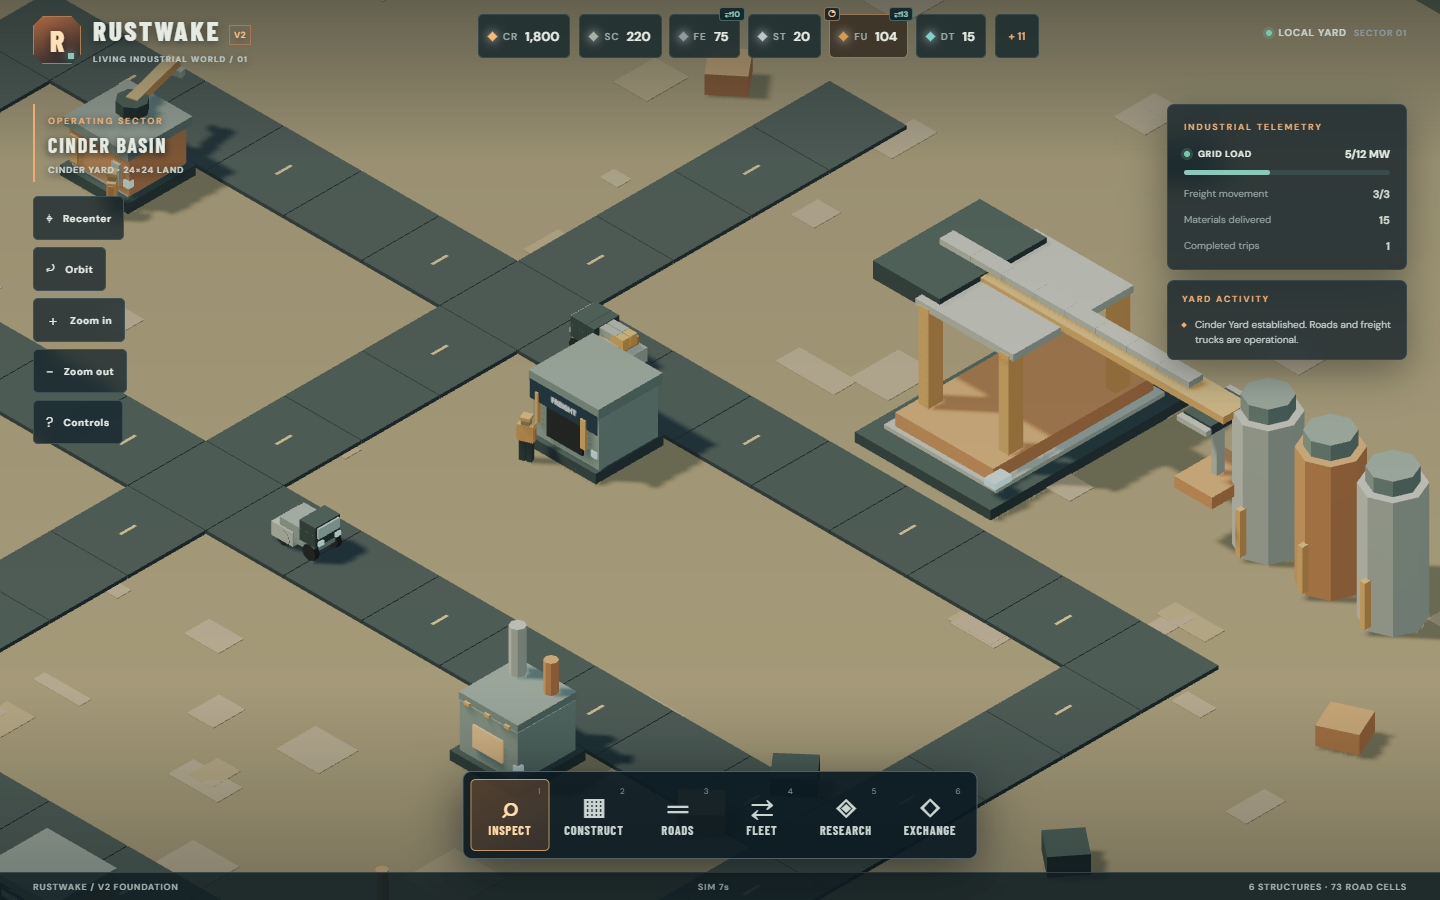 R RUSTWAKE V2
LIVING INDUSTRIAL WORLD / 01
CR 1,800
SC 220
⇄10
FE 75
ST 20
⇄13
FU 104
DT 15
+11
LOCAL YARD SECTOR 01
OPERATING SECTOR
CINDER BASIN
CINDER YARD · 24×24 LAND
Recenter
Orbit
+ Zoom in
− Zoom out
? Controls
INDUSTRIAL TELEMETRY
GRID LOAD 5/12 MW
Freight movement 3/3
Materials delivered 15
Completed trips 1
YARD ACTIVITY
Cinder Yard established. Roads and freight
trucks are operational.
FREIGHT
1 INSPECT
2 CONSTRUCT
3 ROADS
4 FLEET
5 RESEARCH
6 EXCHANGE
RUSTWAKE / V2 FOUNDATION
SIM 7s
6 STRUCTURES · 73 ROAD CELLS